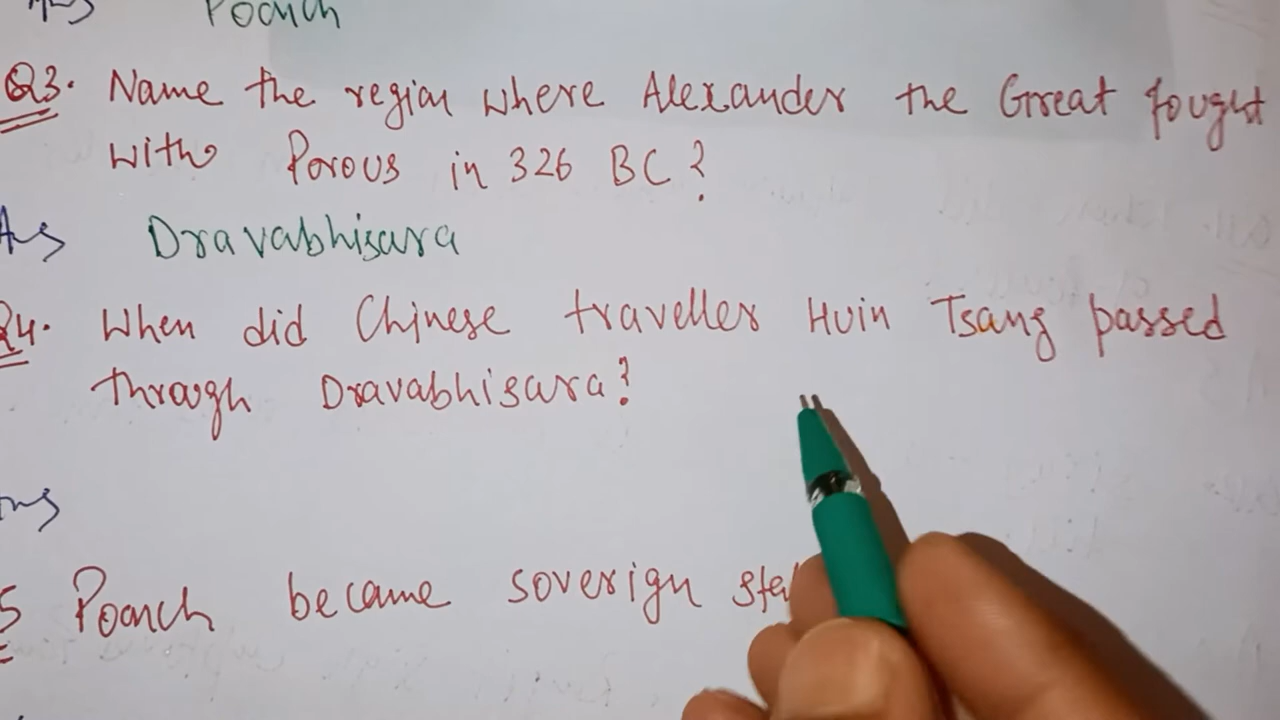 Ans Poonch
Q3. Name the region where Alexander the Great fought
with Porous in 326 BC?
Ans Dravabhisara
Q4. When did Chinese traveller Huin Tsang passed
through Dravabhisara?
Ans
5 Poonch became soverign